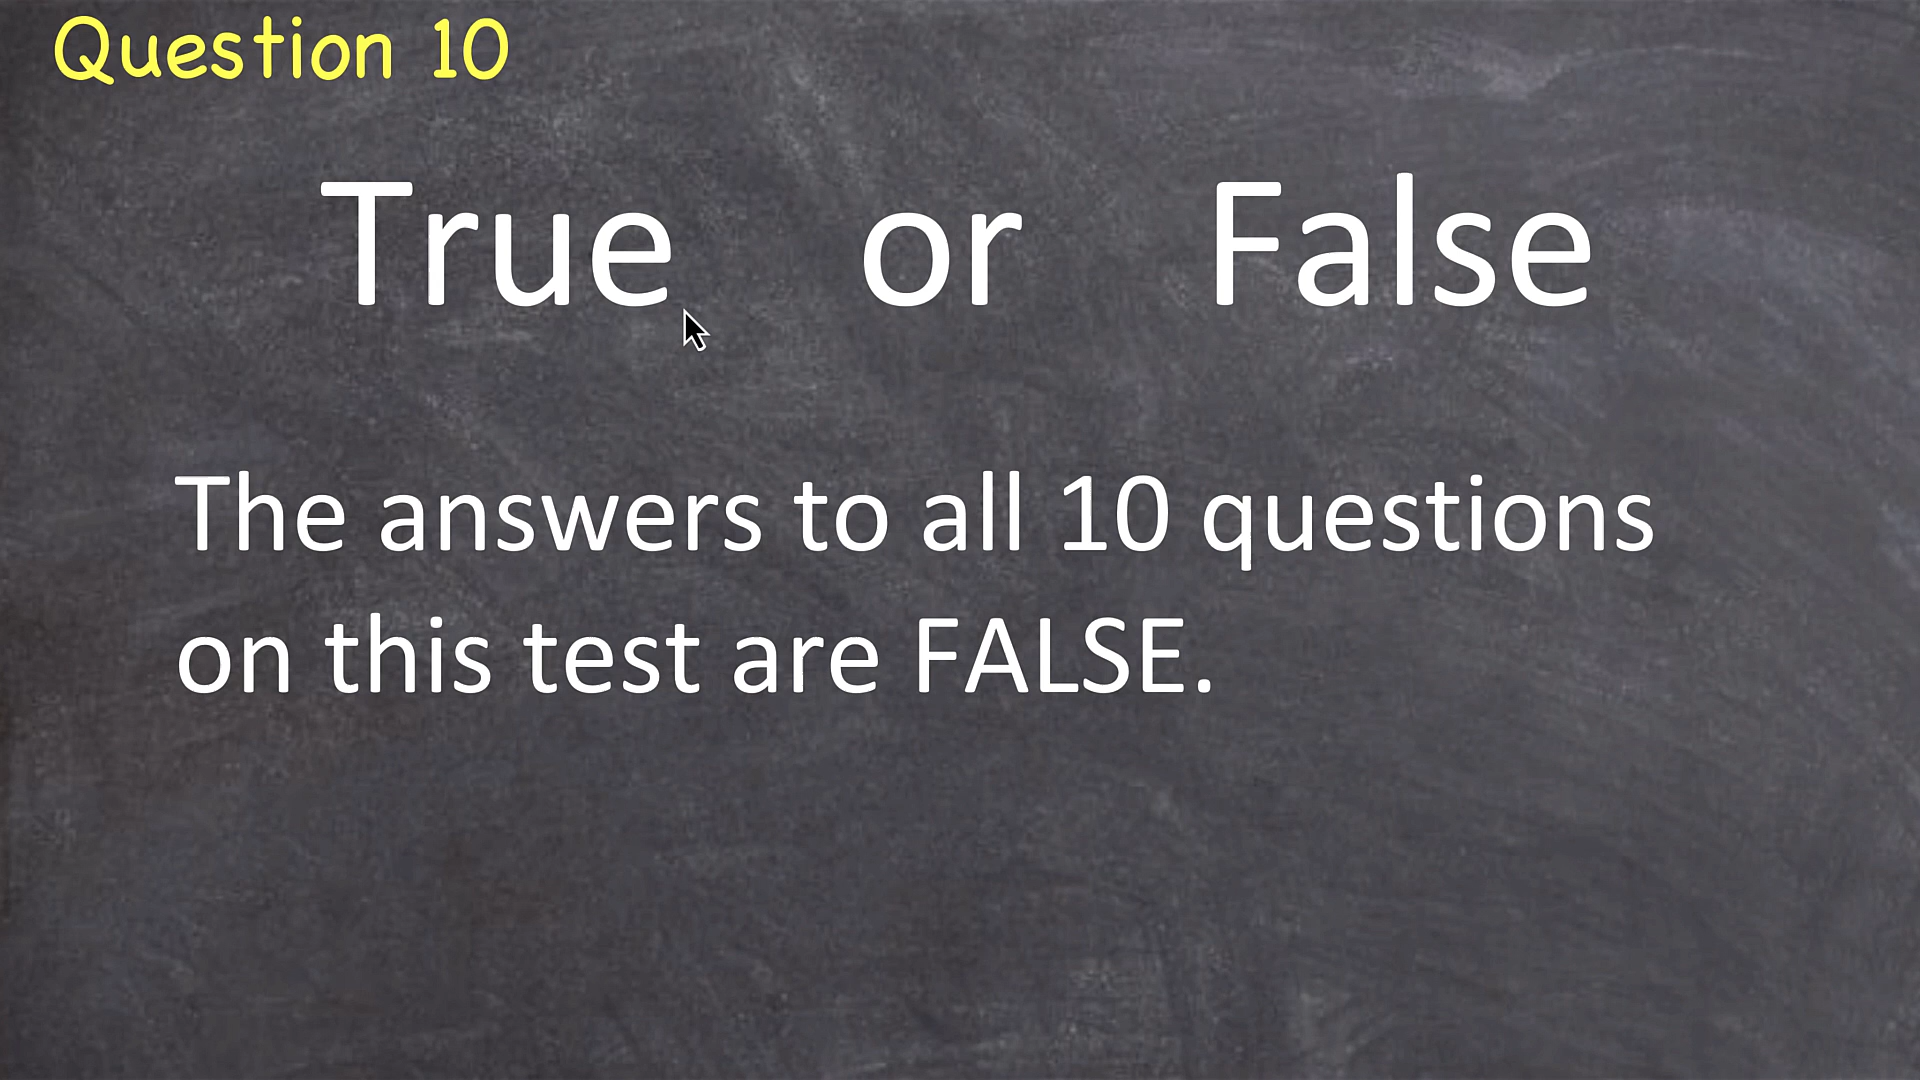 Question 10
True or False
The answers to all 10 questions
on this test are FALSE.